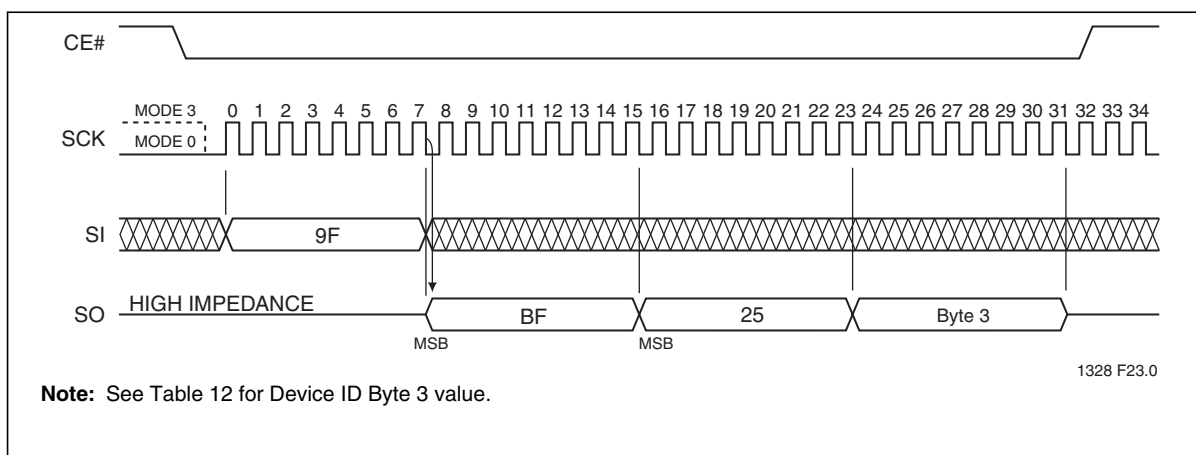 CE#
MODE 3
0 1 2 3 4 5 6 7 8 9 10 11 12 13 14 15 16 17 18 19 20 21 22 23 24 25 26 27 28 29 30 31 32 33 34
SCK
MODE 0
SI
9F
SO
HIGH IMPEDANCE
BF
25
Byte 3
MSB
MSB
1328 F23.0
Note: See Table 12 for Device ID Byte 3 value.